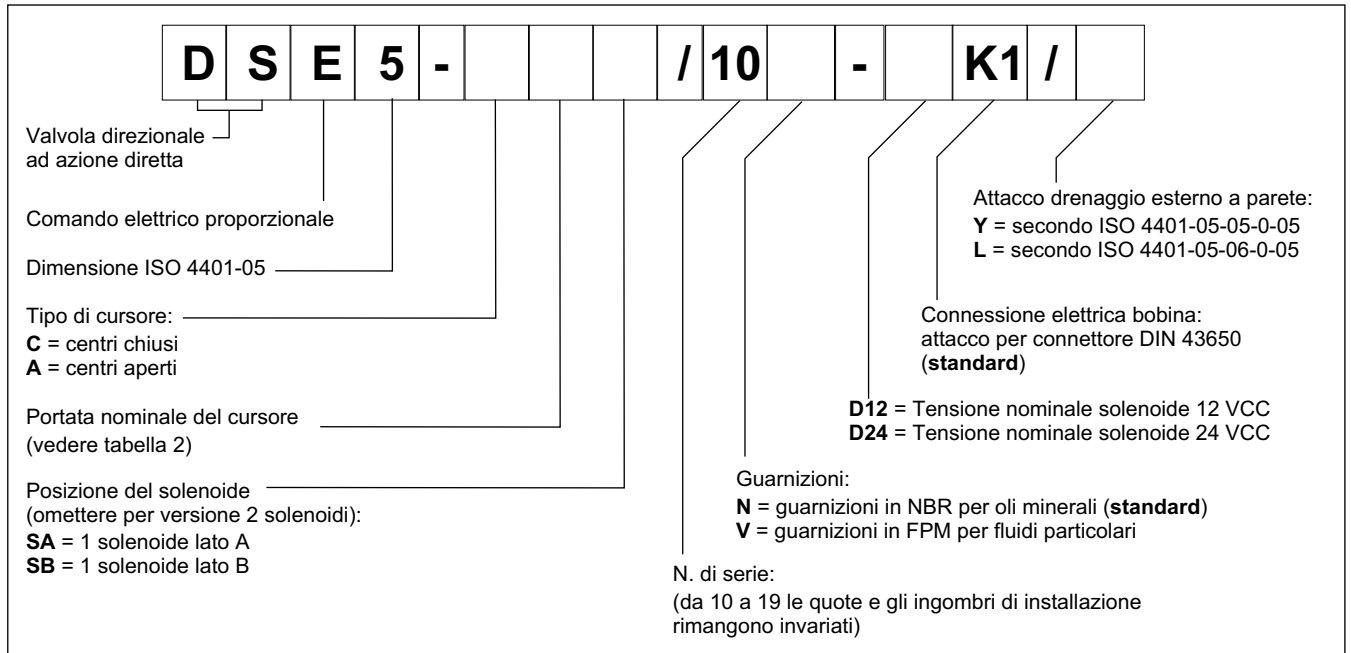 D S E 5 - / 10 - K1 /
Valvola direzionale
ad azione diretta
Comando elettrico proporzionale
Dimensione ISO 4401-05
Tipo di cursore:
C = centri chiusi
A = centri aperti
Portata nominale del cursore
(vedere tabella 2)
Posizione del solenoide
(omettere per versione 2 solenoidi):
SA = 1 solenoide lato A
SB = 1 solenoide lato B
Attacco drenaggio esterno a parete:
Y = secondo ISO 4401-05-05-0-05
L = secondo ISO 4401-05-06-0-05
Connessione elettrica bobina:
attacco per connettore DIN 43650
(standard)
D12 = Tensione nominale solenoide 12 VCC
D24 = Tensione nominale solenoide 24 VCC
Guarnizioni:
N = guarnizioni in NBR per oli minerali (standard)
V = guarnizioni in FPM per fluidi particolari
N. di serie:
(da 10 a 19 le quote e gli ingombri di installazione
rimangono invariati)